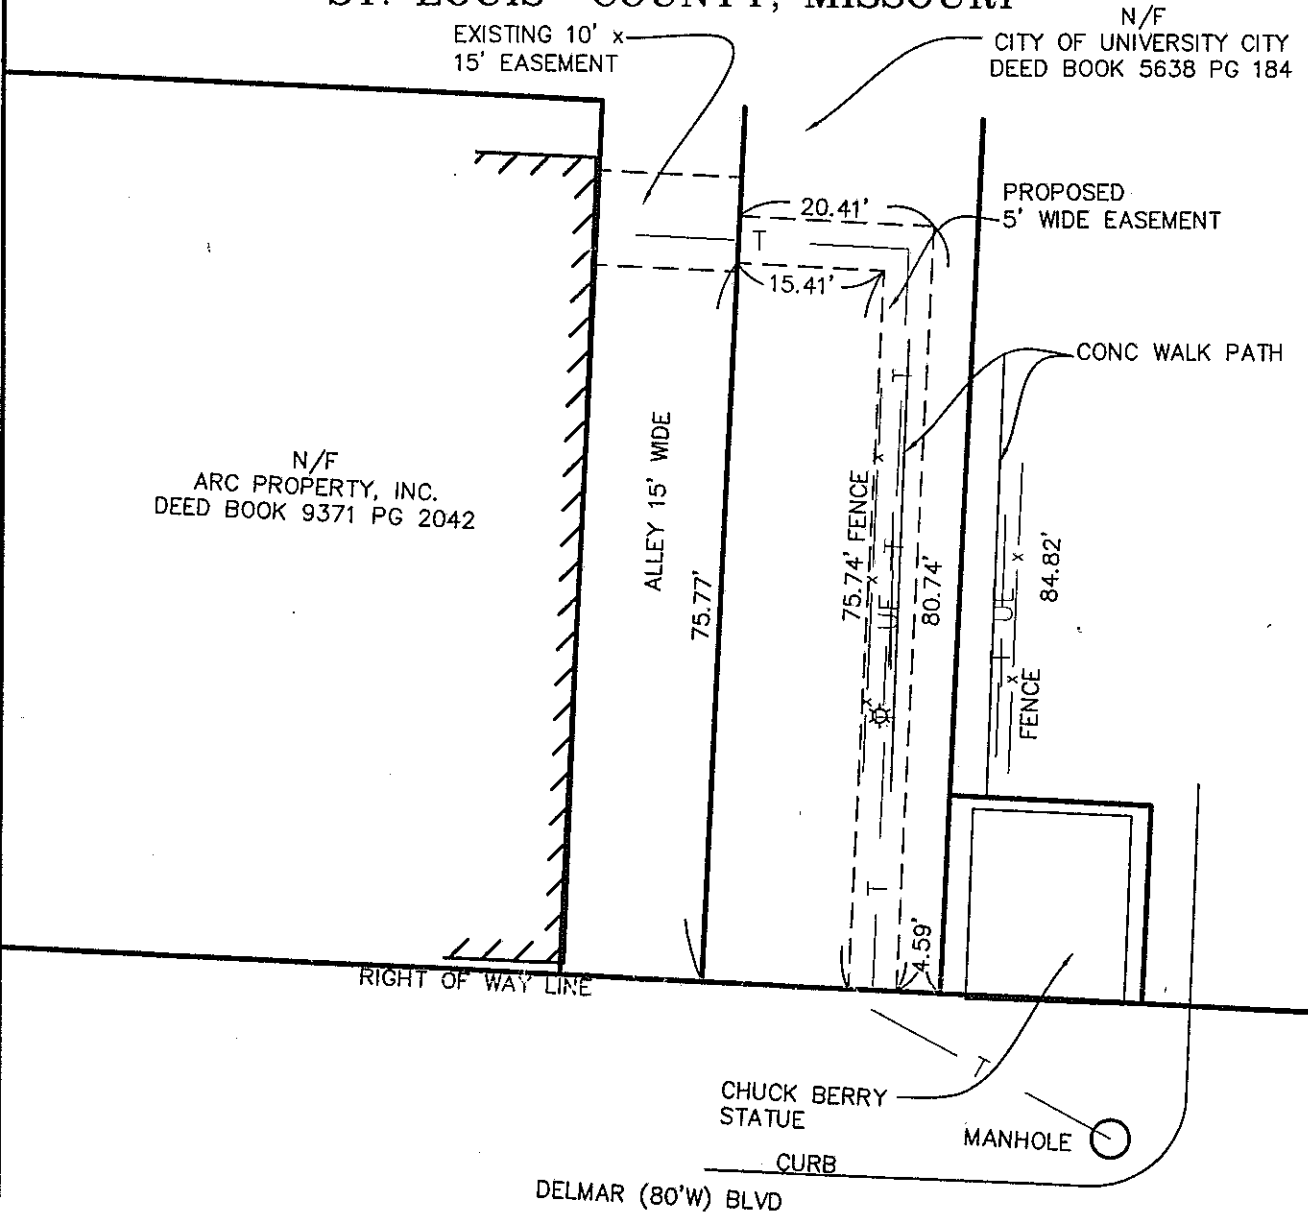 ST. LOUIS COUNTY, MISSOURI
EXISTING 10' x
15' EASEMENT
N/F
CITY OF UNIVERSITY CITY
DEED BOOK 5638 PG 184
PROPOSED
5' WIDE EASEMENT
20.41'
T
15.41'
CONC WALK PATH
T
N/F
ARC PROPERTY, INC.
DEED BOOK 9371 PG 2042
ALLEY 15' WIDE
75.77'
75.74' FENCE
x
x
x
T
UE
80.74'
x
UE
84.82'
T
x
FENCE
T
4.59'
RIGHT OF WAY LINE
T
CHUCK BERRY
STATUE
MANHOLE
CURB
DELMAR (80'W) BLVD